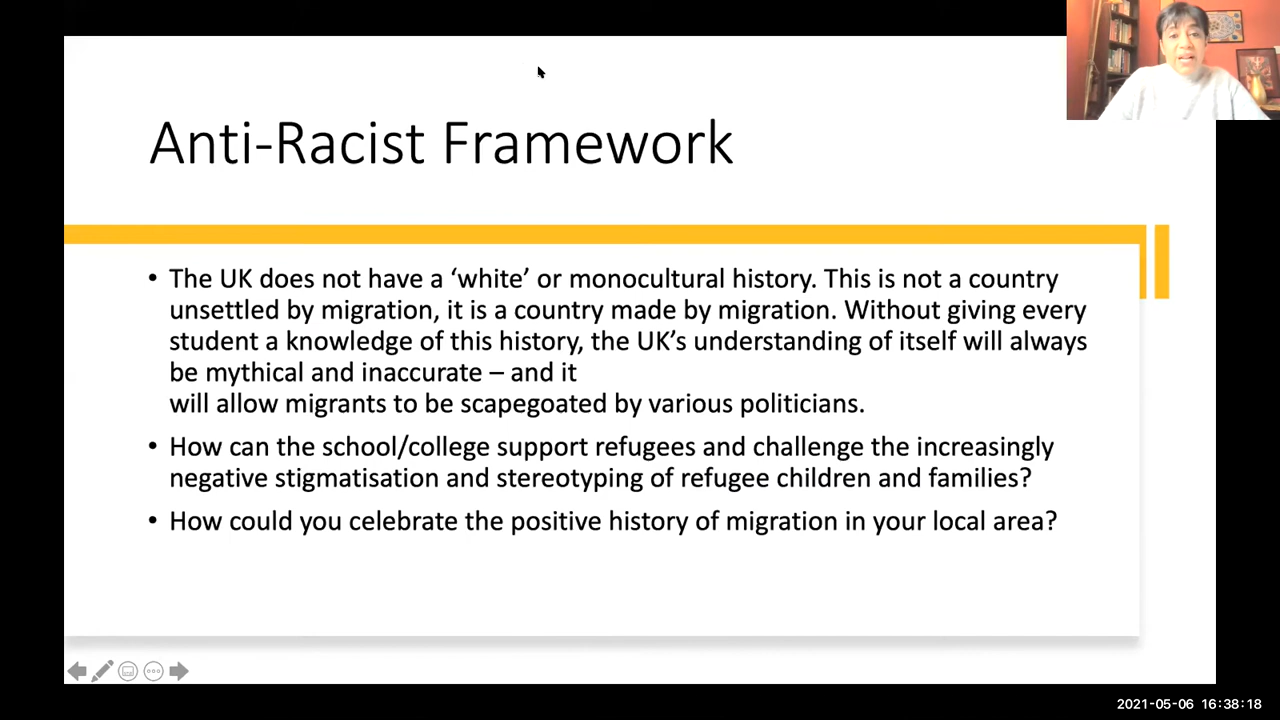 Anti-Racist Framework
• The UK does not have a ‘white’ or monocultural history. This is not a country
unsettled by migration, it is a country made by migration. Without giving every
student a knowledge of this history, the UK’s understanding of itself will always
be mythical and inaccurate – and it
will allow migrants to be scapegoated by various politicians.
• How can the school/college support refugees and challenge the increasingly
negative stigmatisation and stereotyping of refugee children and families?
• How could you celebrate the positive history of migration in your local area?
2021-05-06 16:38:18